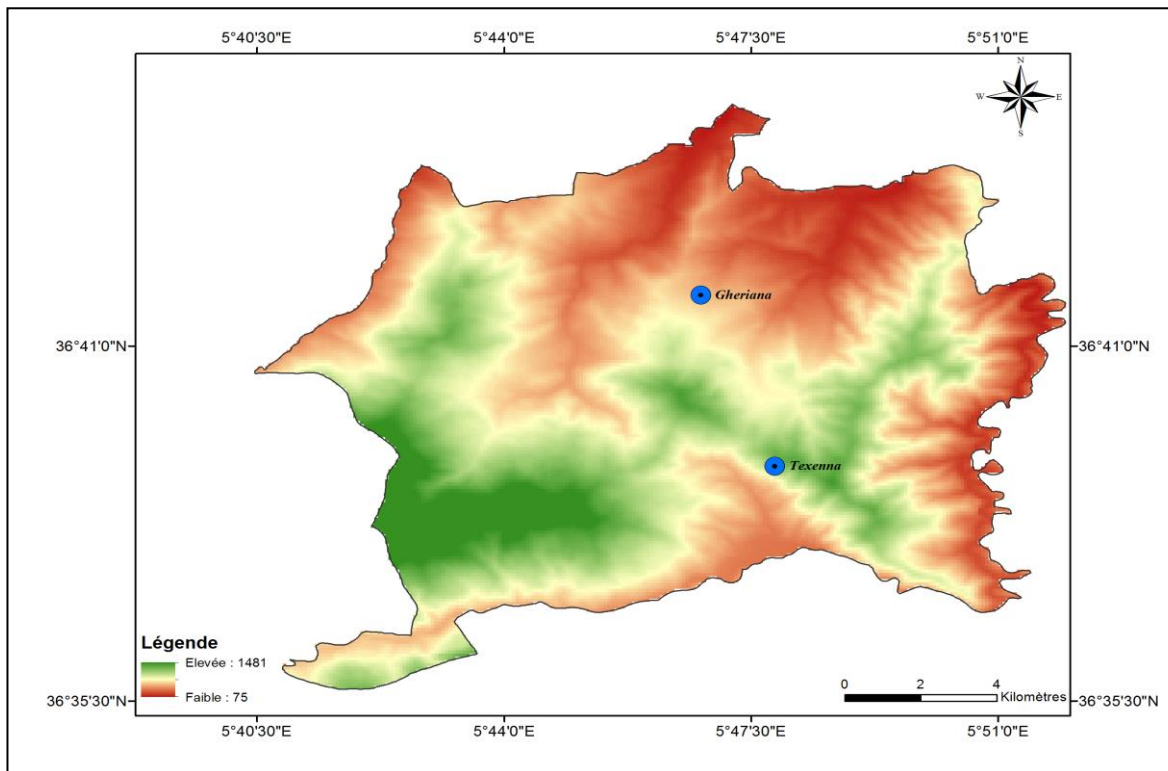 5°40'30"E 5°44'0"E 5°47'30"E 5°51'0"E
N
W E
S
Gheriana
36°41'0"N 36°41'0"N
Texenna
Légende
Elevée : 1481
Faible : 75
0 2 4
Kilomètres
36°35'30"N 36°35'30"N
5°40'30"E 5°44'0"E 5°47'30"E 5°51'0"E